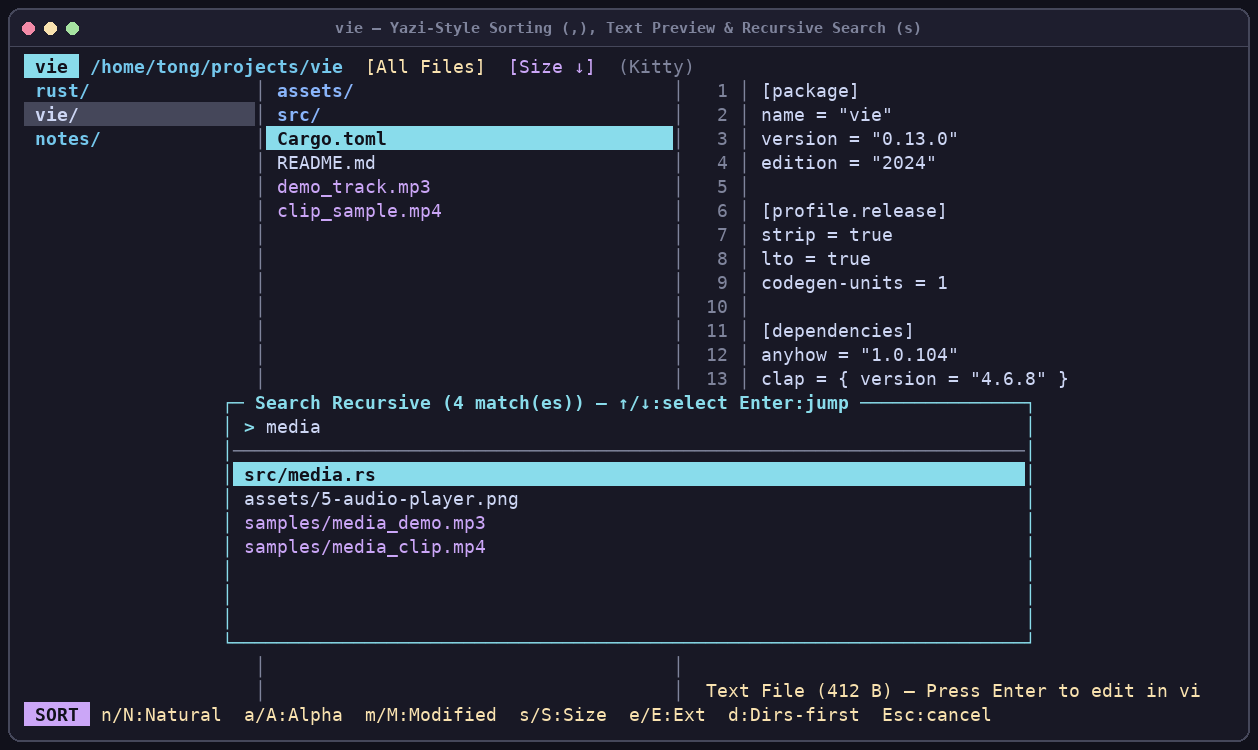 vie — Yazi-Style Sorting (,), Text Preview & Recursive Search (s)
vie /home/tong/projects/vie [All Files] [Size ↓] (Kitty)
rust/
vie/
notes/
assets/
src/
Cargo.toml
README.md
demo_track.mp3
clip_sample.mp4
1 │ [package]
2 │ name = "vie"
3 │ version = "0.13.0"
4 │ edition = "2024"
5 │
6 │ [profile.release]
7 │ strip = true
8 │ lto = true
9 │ codegen-units = 1
10 │
11 │ [dependencies]
12 │ anyhow = "1.0.104"
13 │ clap = { version = "4.6.8" }
Search Recursive (4 match(es)) — ↑/↓:select Enter:jump
> media
src/media.rs
assets/5-audio-player.png
samples/media_demo.mp3
samples/media_clip.mp4
Text File (412 B) — Press Enter to edit in vi
SORT n/N:Natural a/A:Alpha m/M:Modified s/S:Size e/E:Ext d:Dirs-first Esc:cancel